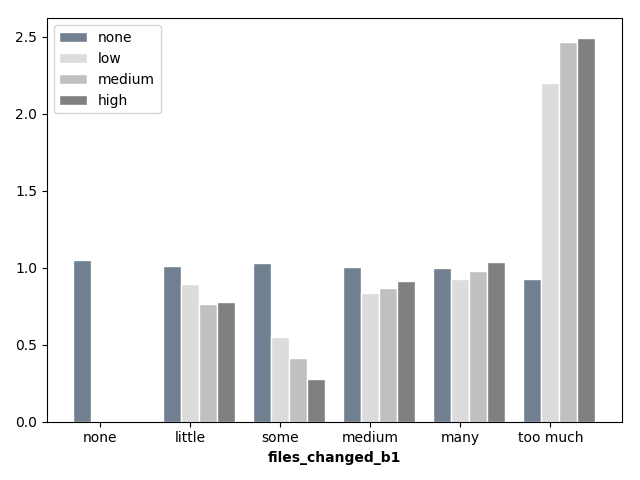 none
low
medium
high
2.5
2.0
1.5
1.0
0.5
0.0
none little some medium many too much
files_changed_b1